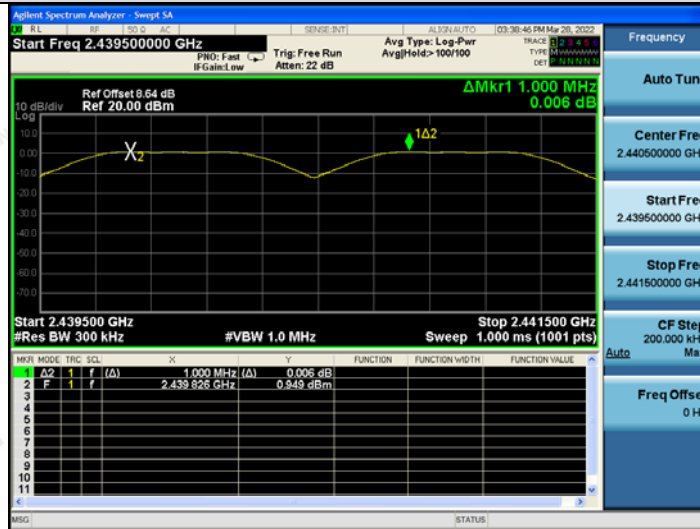 Agilent Spectrum Analyzer - Swept SA
RL RF 50 Ω AC SENSE:INT ALIGN AUTO 03:38:46 PM Mar 28, 2022
Start Freq 2.439500000 GHz
PNO: Fast
IFGain:Low
Trig: Free Run
Atten: 22 dB
Avg Type: Log-Pwr
Avg|Hold:> 100/100
TRACE 1 2 3 4 5 6
TYPE M
DET P N N N N N
ΔMkr1 1.000 MHz
0.006 dB
Ref Offset 8.64 dB
10 dB/div Ref 20.00 dBm
Log
10.0
0.00
-10.0
-20.0
-30.0
-40.0
-50.0
-60.0
-70.0
X2
1Δ2
Start 2.439500 GHz Stop 2.441500 GHz
#Res BW 300 kHz #VBW 1.0 MHz Sweep 1.000 ms (1001 pts)
MKR MODE TRC SCL X Y FUNCTION FUNCTION WIDTH FUNCTION VALUE
1 Δ2 1 f (Δ) 1.000 MHz (Δ) 0.006 dB
2 F 1 f 2.439 826 GHz 0.949 dBm
3
4
5
6
7
8
9
10
11
MSG STATUS
Frequency
Auto Tun
Center Fre
2.440500000 GH
Start Fre
2.439500000 GH
Stop Fre
2.441500000 GH
CF Ste
200.000 kH
Auto Ma
Freq Offse
0 H